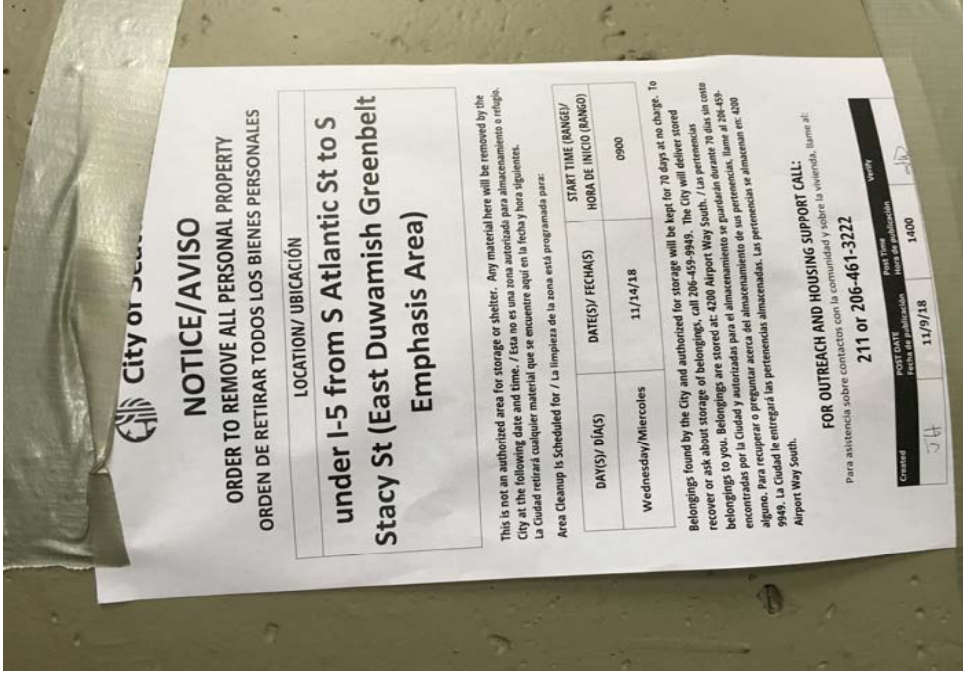 City of Sea
NOTICE/AVISO
ORDER TO REMOVE ALL PERSONAL PROPERTY
ORDEN DE RETIRAR TODOS LOS BIENES PERSONALES
LOCATION/ UBICACIÓN
under I-5 from S Atlantic St to S
Stacy St (East Duwamish Greenbelt
Emphasis Area)
This is not an authorized area for storage or shelter. Any material here will be removed by the
City at the following date and time. / Esta no es una zona autorizada para almacenamiento o refugio.
La Ciudad retirará cualquier material que se encuentre aquí en la fecha y hora siguientes.
Area Cleanup Is Scheduled for / La limpieza de la zona está programada para:
DAY(S)/ DÍA(S) DATE(S)/ FECHA(S) START TIME (RANGE)/
HORA DE INICIO (RANGO)
Wednesday/Miercoles 11/14/18 0900
Belongings found by the City and authorized for storage will be kept for 70 days at no charge. To
recover or ask about storage of belongings, call 206-459-9949. The City will deliver stored
belongings to you. Belongings are stored at: 4200 Airport Way South. / Las pertenencias
encontradas por la Ciudad y autorizadas para el almacenamiento se guardarán durante 70 días sin costo
alguno. Para recuperar o preguntar acerca del almacenamiento de sus pertenencias, llame al 206-459-
9949. La Ciudad le entregará las pertenencias almacenadas. Las pertenencias se almacenan en: 4200
Airport Way South.
FOR OUTREACH AND HOUSING SUPPORT CALL:
Para asistencia sobre contactos con la comunidad y sobre la vivienda, llame al:
211 or 206-461-3222
Created POST DATE Post Time Verify
Fecha de publicación Hora de publicación
JH 11/9/18 1400